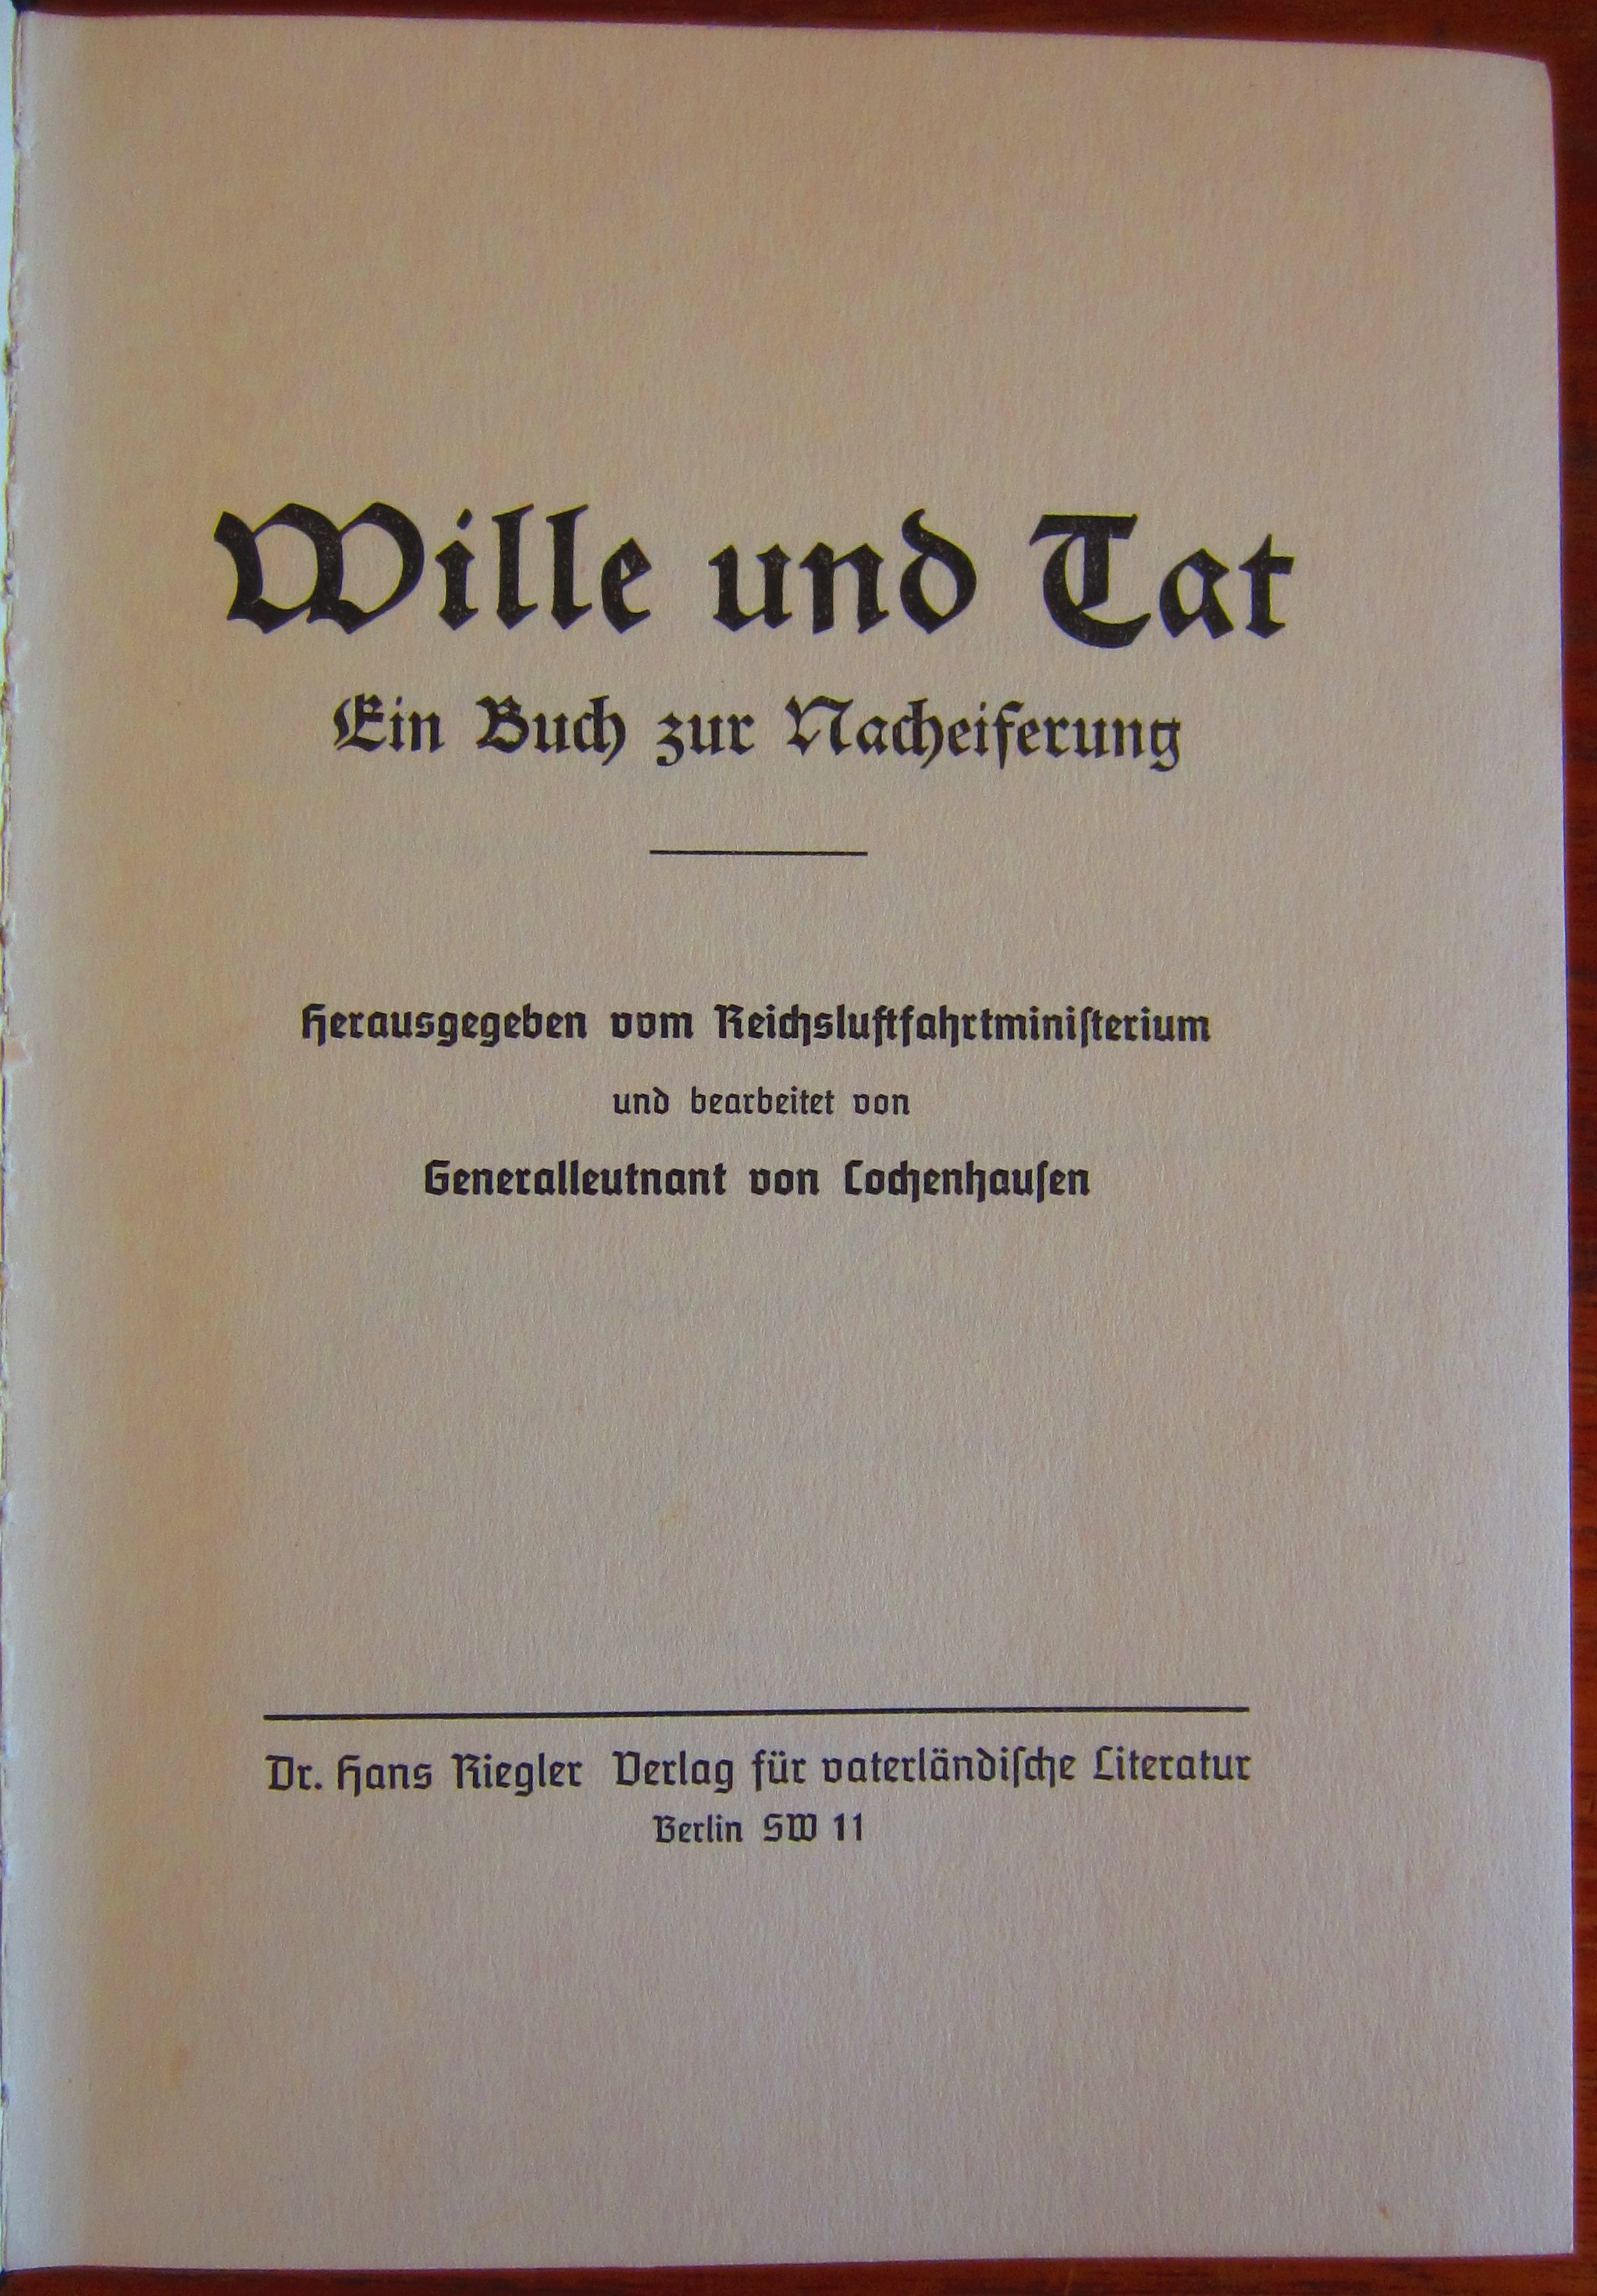 Wille und Tat
Ein Buch zur Nacheiferung
Herausgegeben vom Reichsluftfahrtminiſterium
und bearbeitet von
Generalleutnant von Cochenhauſen
Dr. Hans Riegler Verlag für vaterländiſche Literatur
Berlin SW 11